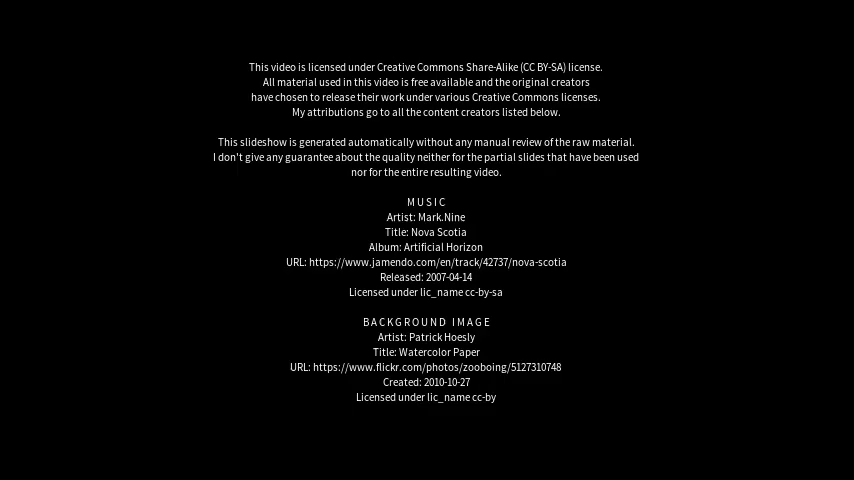 This video is licensed under Creative Commons Share-Alike (CC BY-SA) license.
All material used in this video is free available and the original creators
have chosen to release their work under various Creative Commons licenses.
My attributions go to all the content creators listed below.
This slideshow is generated automatically without any manual review of the raw material.
I don't give any guarantee about the quality neither for the partial slides that have been used
nor for the entire resulting video.
MUSIC
Artist: Mark.Nine
Title: Nova Scotia
Album: Artificial Horizon
URL: https://www.jamendo.com/en/track/42737/nova-scotia
Released: 2007-04-14
Licensed under lic_name cc-by-sa
BACKGROUND IMAGE
Artist: Patrick Hoesly
Title: Watercolor Paper
URL: https://www.flickr.com/photos/zooboing/5127310748
Created: 2010-10-27
Licensed under lic_name cc-by